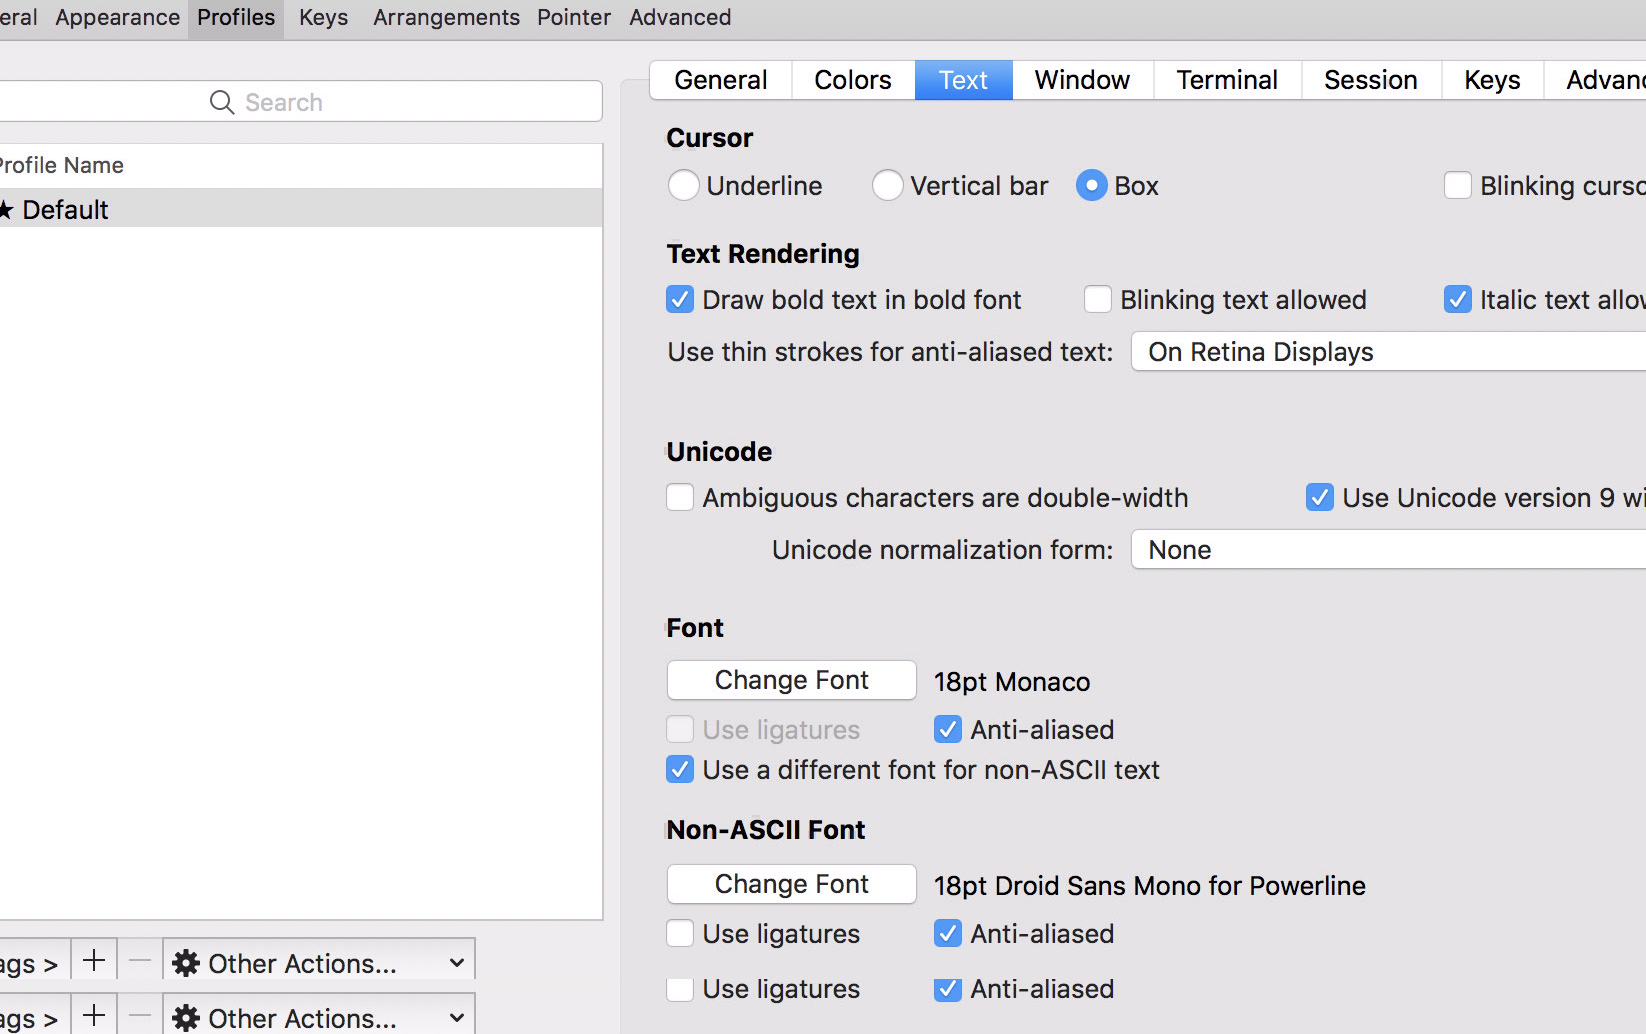 eral Appearance Profiles Keys Arrangements Pointer Advanced
General Colors Text Window Terminal Session Keys Advanc
Search
Profile Name
★ Default
Cursor
Underline Vertical bar Box Blinking curso
Text Rendering
Draw bold text in bold font Blinking text allowed Italic text allow
Use thin strokes for anti-aliased text: On Retina Displays
Unicode
Ambiguous characters are double-width Use Unicode version 9 wi
Unicode normalization form: None
Font
Change Font 18pt Monaco
Use ligatures Anti-aliased
Use a different font for non-ASCII text
Non-ASCII Font
Change Font 18pt Droid Sans Mono for Powerline
Use ligatures Anti-aliased
ags > + − Other Actions...
Use ligatures Anti-aliased
ags > + − Other Actions...